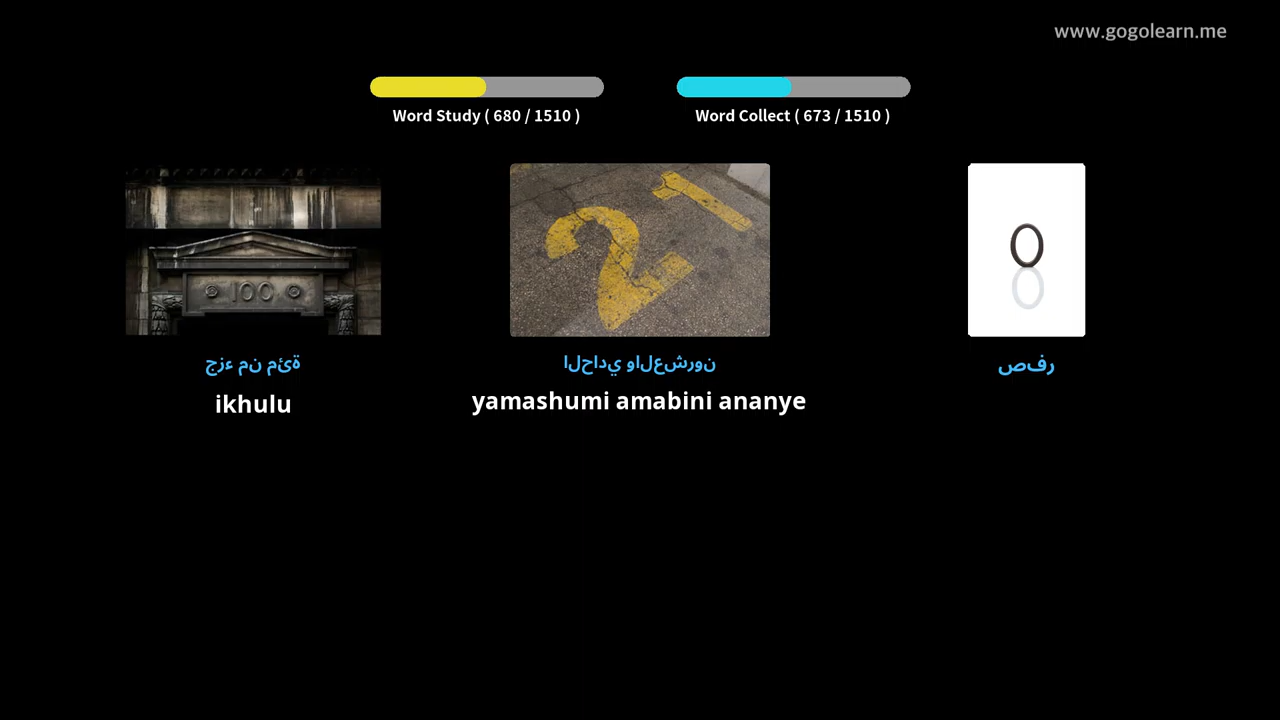 www.gogolearn.me
Word Study ( 680 / 1510 )
Word Collect ( 673 / 1510 )
100
جزء من مئة
ikhulu
21
الحادي والعشرون
yamashumi amabini ananye
0
صفر